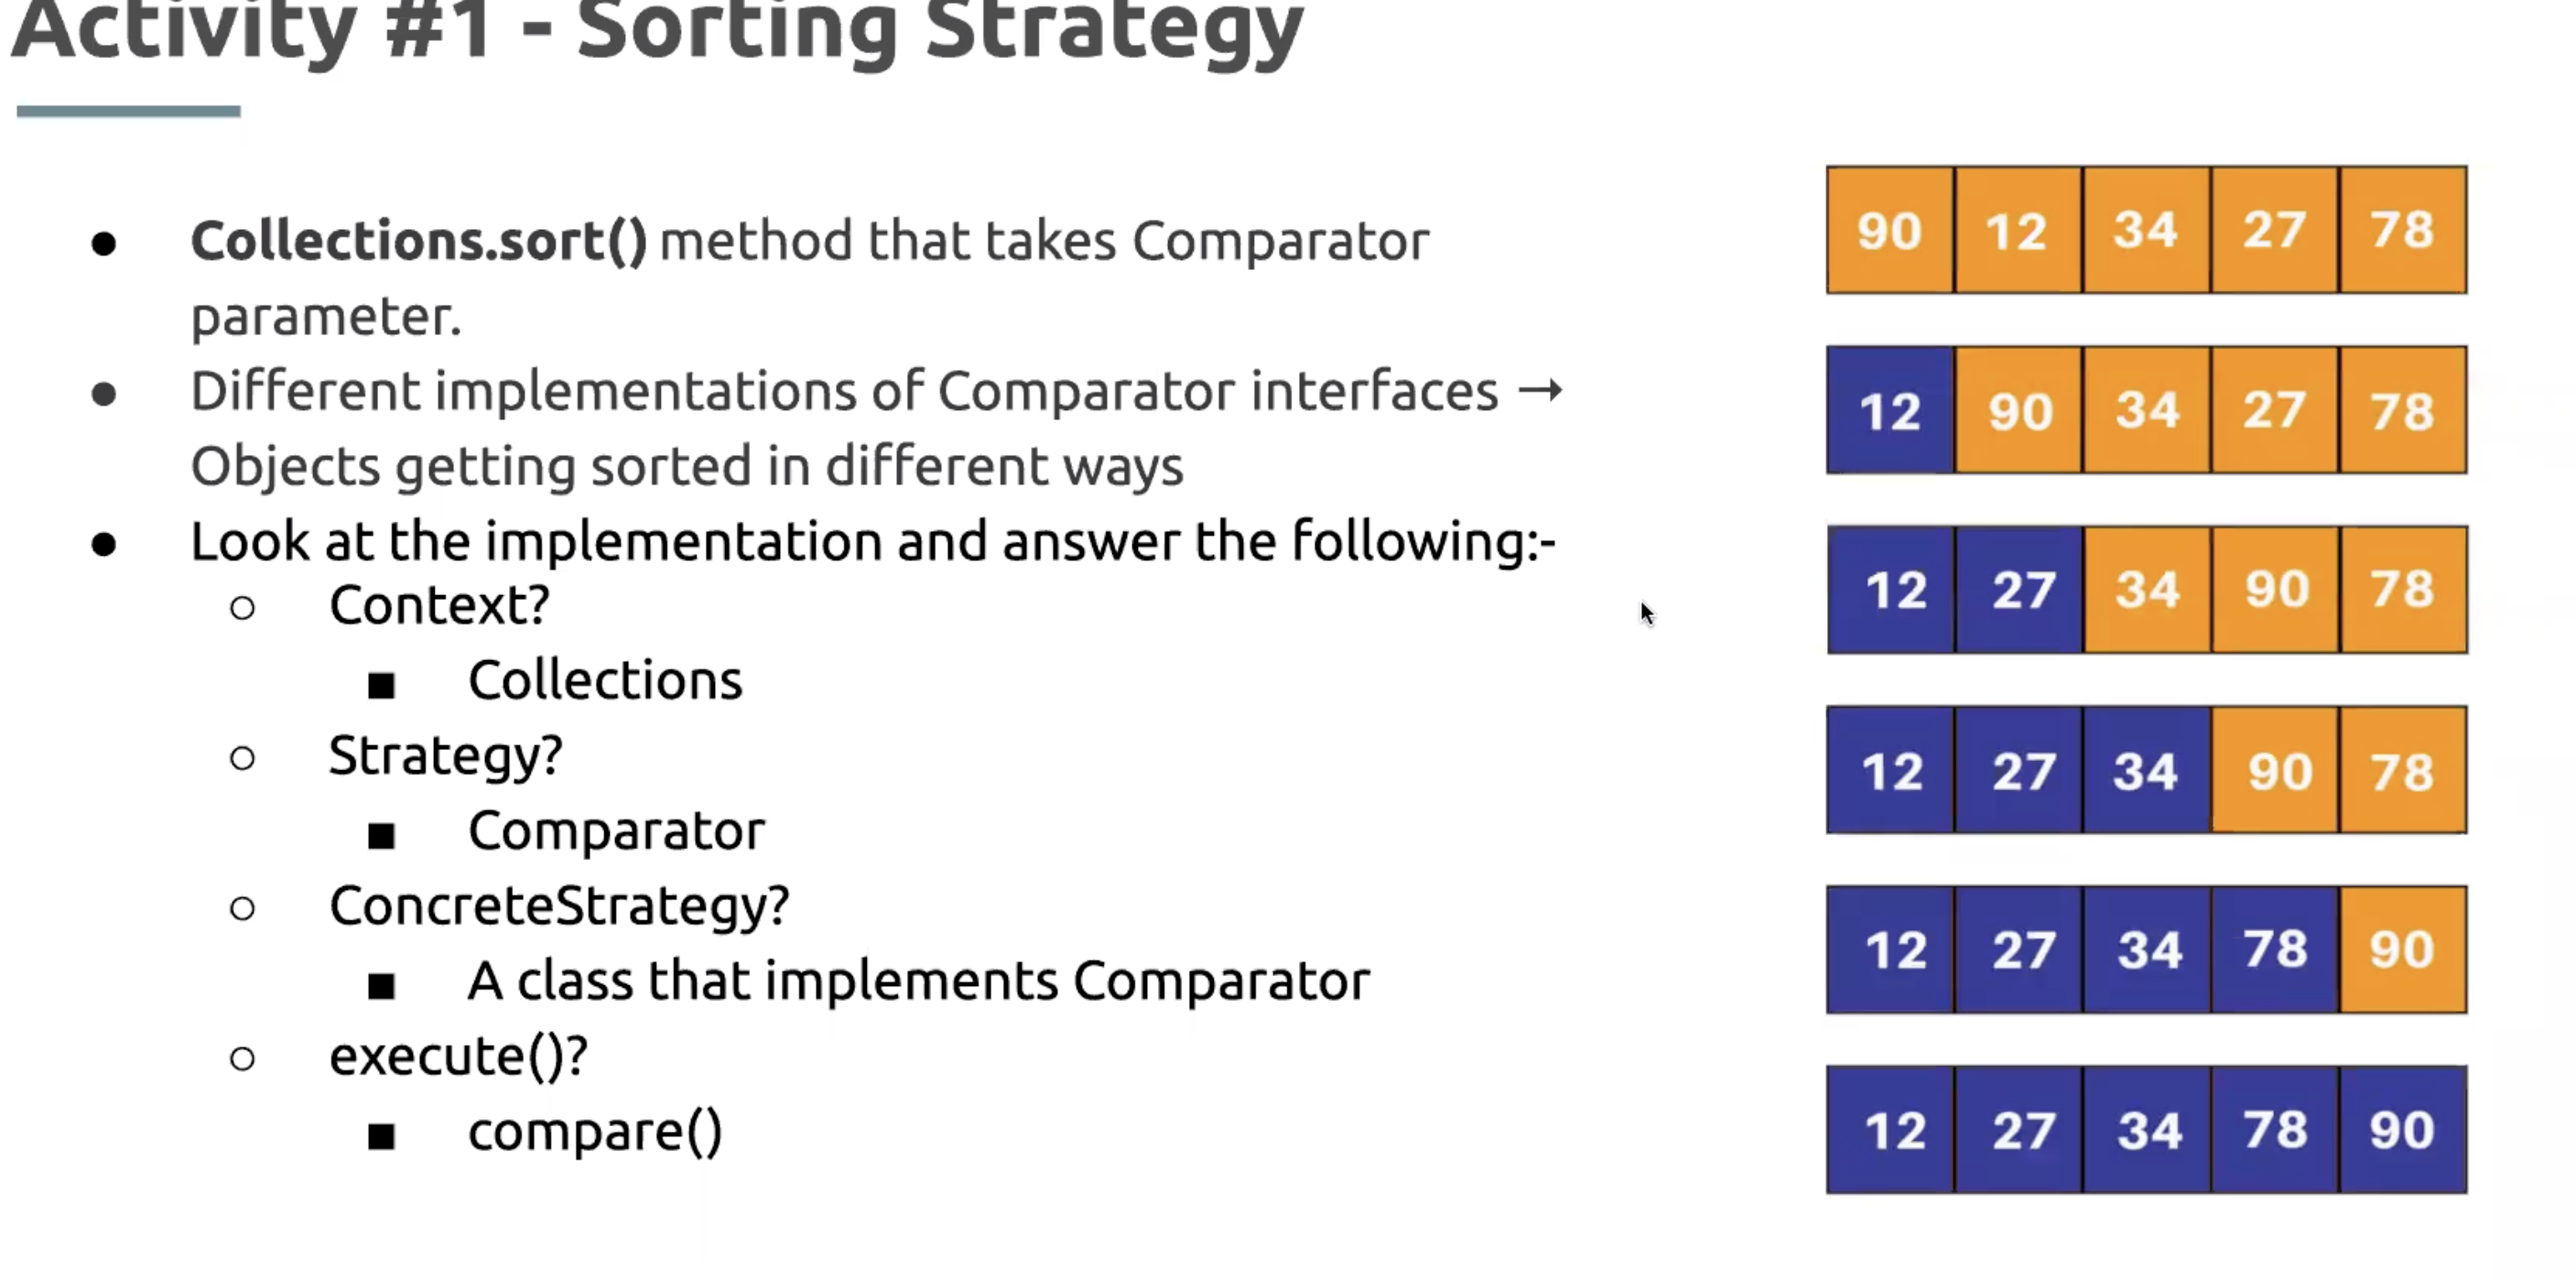 Activity #1 - Sorting Strategy
● Collections.sort() method that takes Comparator
parameter.
● Different implementations of Comparator interfaces →
Objects getting sorted in different ways
● Look at the implementation and answer the following:-
○ Context?
■ Collections
○ Strategy?
■ Comparator
○ ConcreteStrategy?
■ A class that implements Comparator
○ execute()?
■ compare()
90 12 34 27 78
12 90 34 27 78
12 27 34 90 78
12 27 34 90 78
12 27 34 78 90
12 27 34 78 90